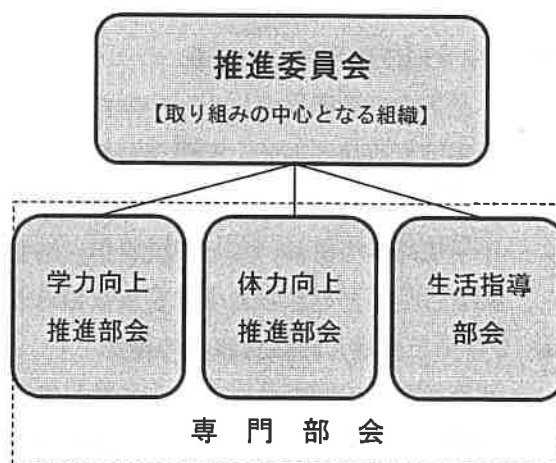 推進委員会
【取り組みの中心となる組織】
学力向上
推進部会
体力向上
推進部会
生活指導
部会
専門部会